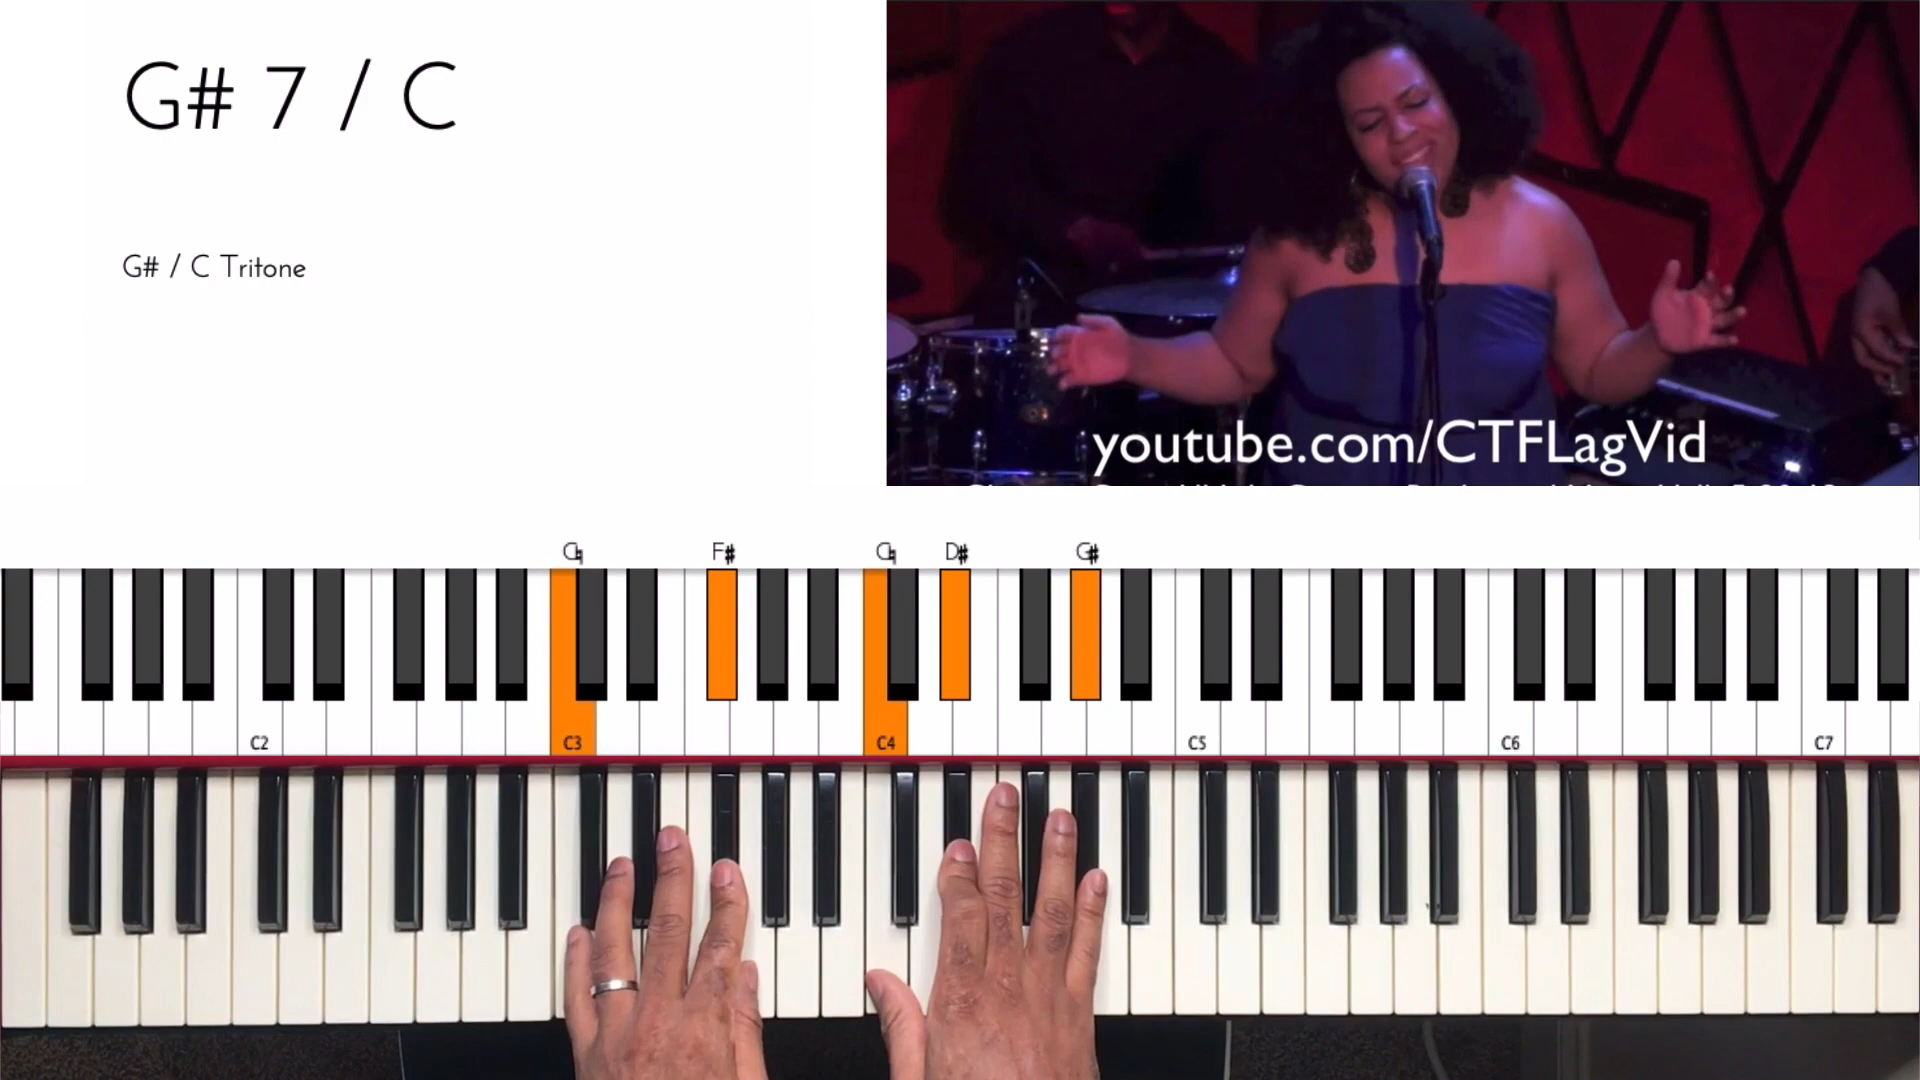 G# 7 / C
G# / C Tritone
youtube.com/CTFLagVid
C♮ F# C♮ D# G#
C2 C3 C4 C5 C6 C7